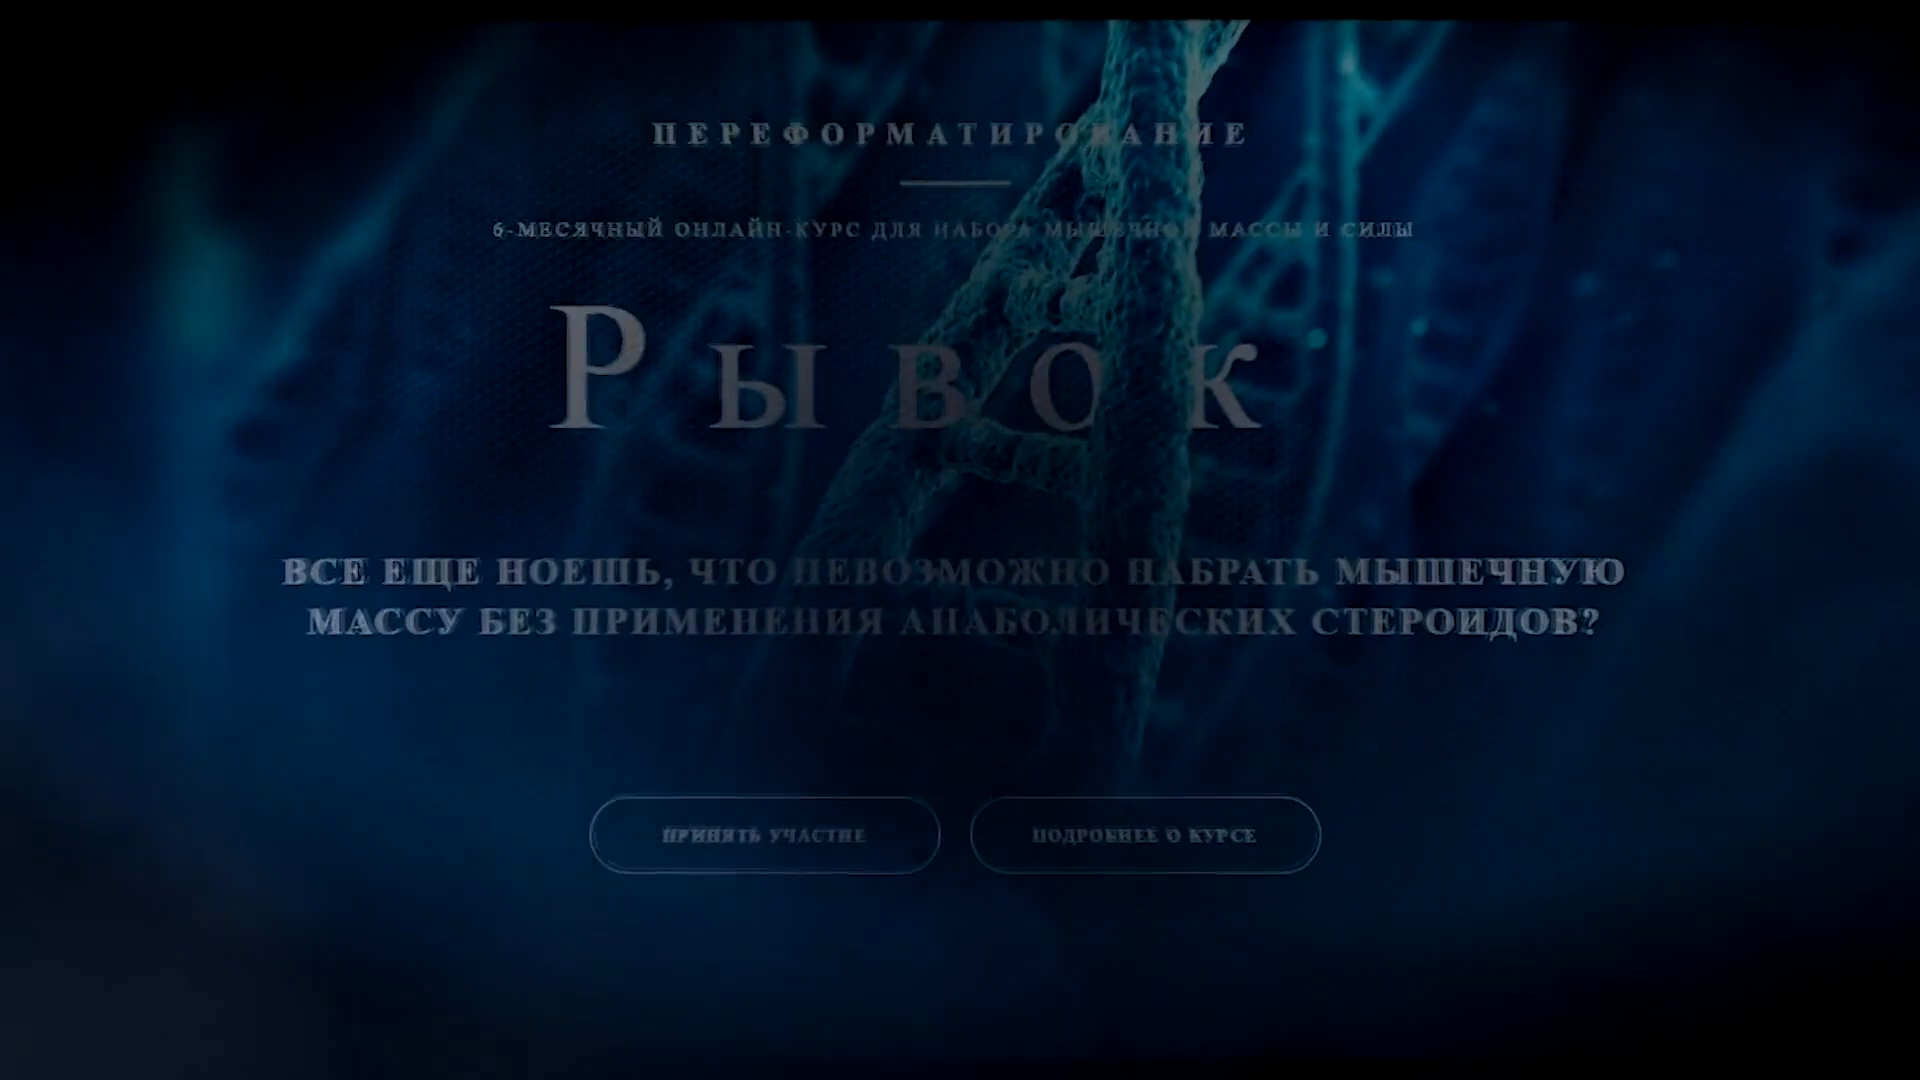 ПЕРЕФОРМАТИРОВАНИЕ
6-МЕСЯЧНЫЙ ОНЛАЙН-КУРС ДЛЯ НАБОРА МЫШЕЧНОЙ МАССЫ И СИЛЫ
Рывок
ВСЕ ЕЩЕ НОЕШЬ, ЧТО НЕВОЗМОЖНО НАБРАТЬ МЫШЕЧНУЮ
МАССУ БЕЗ ПРИМЕНЕНИЯ АНАБОЛИЧЕСКИХ СТЕРОИДОВ?
ПРИНЯТЬ УЧАСТИЕ
ПОДРОБНЕЕ О КУРСЕ